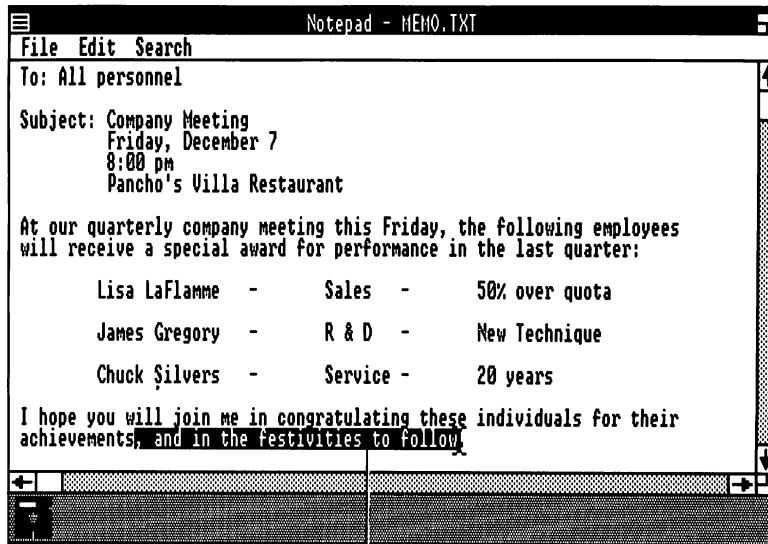 Notepad - MEMO.TXT
File Edit Search
To: All personnel
Subject: Company Meeting
Friday, December 7
8:00 pm
Pancho's Villa Restaurant
At our quarterly company meeting this Friday, the following employees
will receive a special award for performance in the last quarter:
Lisa LaFlamme - Sales - 50% over quota
James Gregory - R & D - New Technique
Chuck Silvers - Service - 20 years
I hope you will join me in congratulating these individuals for their
achievements, and in the festivities to follow.